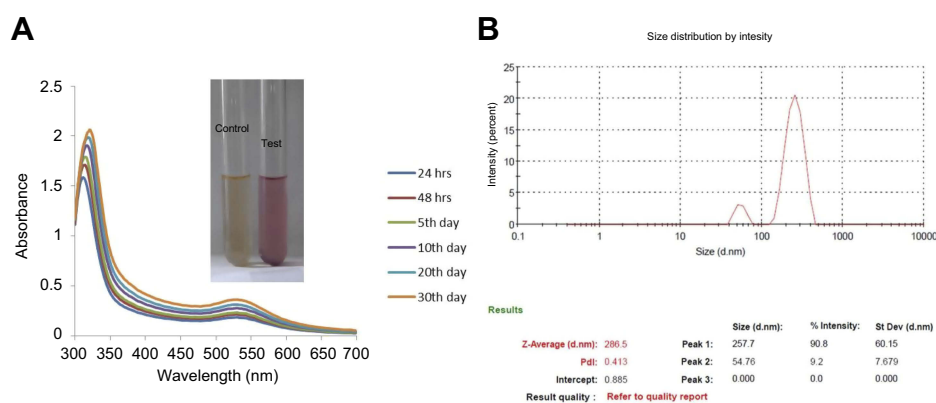 A
2.5
2
1.5
1
0.5
0
300 350 400 450 500 550 600 650 700
Absorbance
Wavelength (nm)
Control
Test
24 hrs
48 hrs
5th day
10th day
20th day
30th day
B
Size distribution by intesity
25
20
15
10
5
0
0.1 1 10 100 1000 10000
Intensity (percent)
Size (d.nm)
Results
Size (d.nm): % Intensity: St Dev (d.nm)
Z-Average (d.nm): 286.5 Peak 1: 257.7 90.8 60.15
PdI: 0.413 Peak 2: 54.76 9.2 7.679
Intercept: 0.885 Peak 3: 0.000 0.0 0.000
Result quality : Refer to quality report